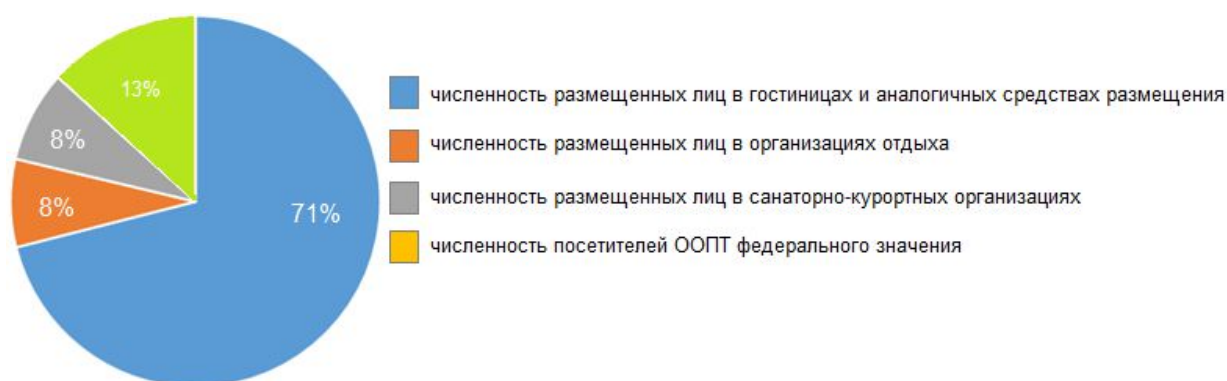 13%
8%
8%
71%
численность размещенных лиц в гостиницах и аналогичных средствах размещения
численность размещенных лиц в организациях отдыха
численность размещенных лиц в санаторно-курортных организациях
численность посетителей ООПТ федерального значения